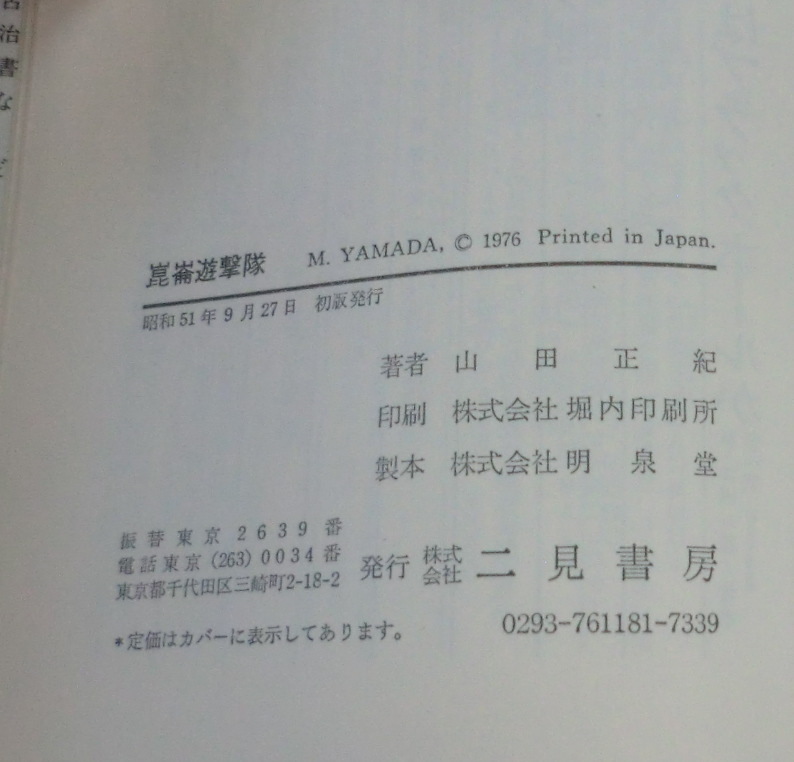 崑崙遊撃隊 M. YAMADA, © 1976 Printed in Japan.
昭和51年9月27日 初版発行
著者 山田正紀
印刷 株式会社堀内印刷所
製本 株式会社明泉堂
振替東京2639番
電話東京(263)0034番
東京都千代田区三崎町2-18-2
発行 株式会社 二見書房
*定価はカバーに表示してあります。
0293-761181-7339
治
書
な